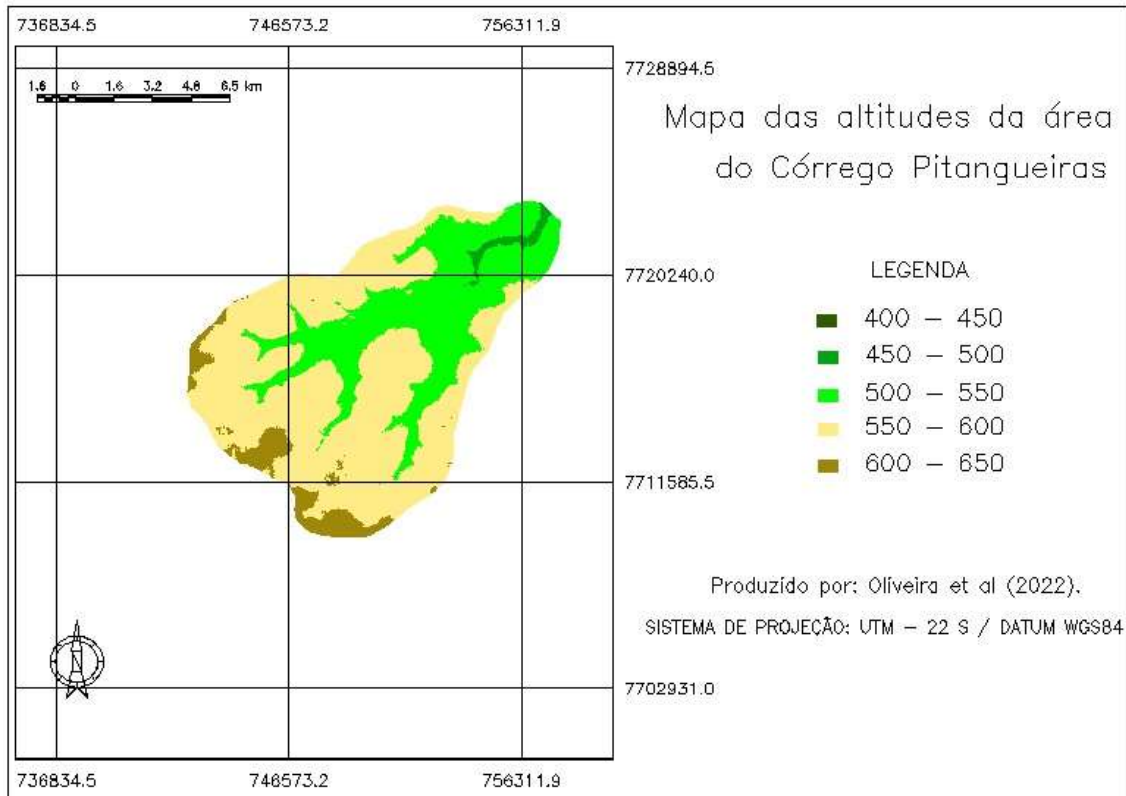 736834.5 746573.2 756311.9
7728894.5
1.6 0 1.6 3.2 4.8 6.5 km
Mapa das altitudes da área
do Córrego Pitangueiras
7720240.0
LEGENDA
400 – 450
450 – 500
500 – 550
550 – 600
600 – 650
7711585.5
Produzido por: Oliveira et al (2022).
SISTEMA DE PROJEÇÃO: UTM – 22 S / DATUM WGS84
N
7702931.0
736834.5 746573.2 756311.9